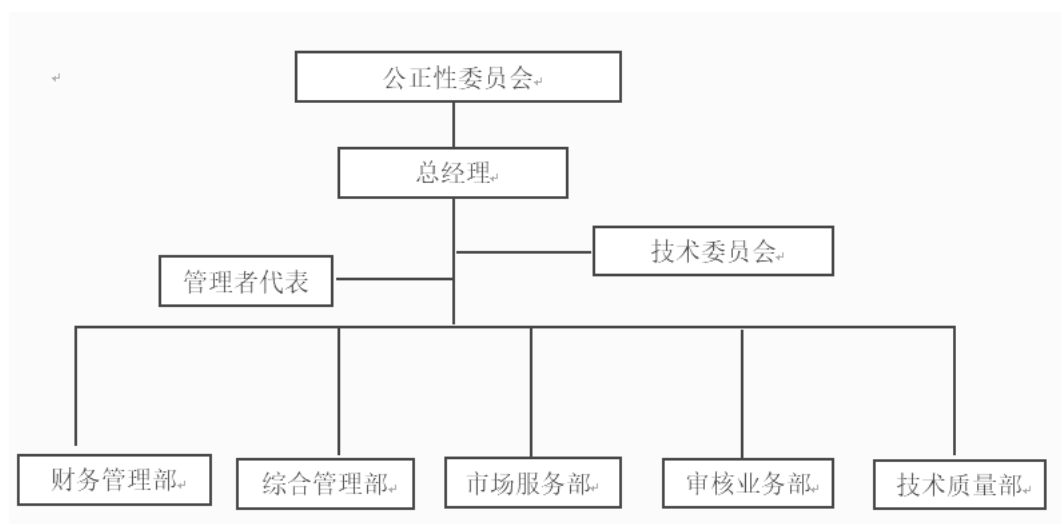 公正性委员会
总经理
技术委员会
管理者代表
财务管理部
综合管理部
市场服务部
审核业务部
技术质量部